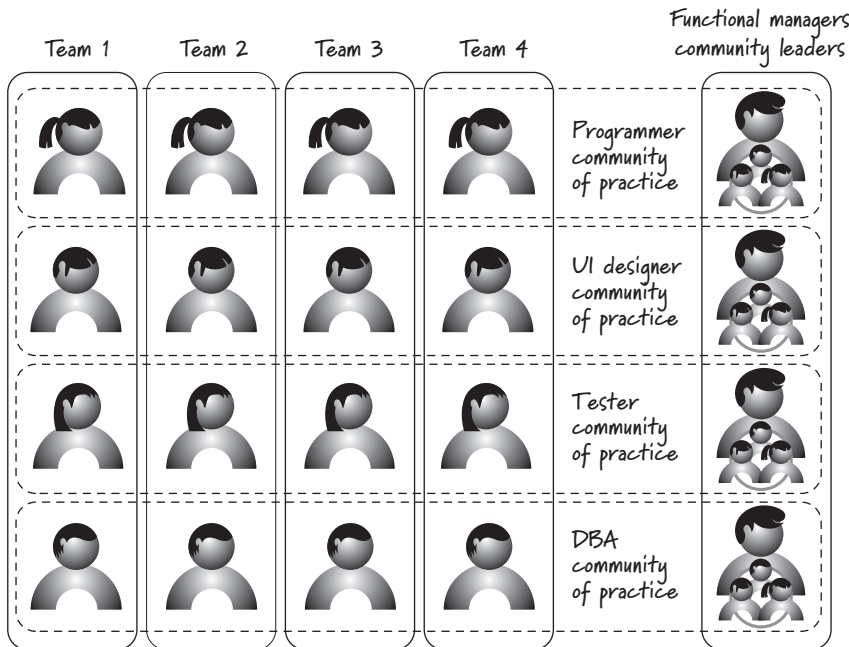 Team 1
Team 2
Team 3
Team 4
Functional managers
community leaders
Programmer
community
of practice
UI designer
community
of practice
Tester
community
of practice
DBA
community
of practice